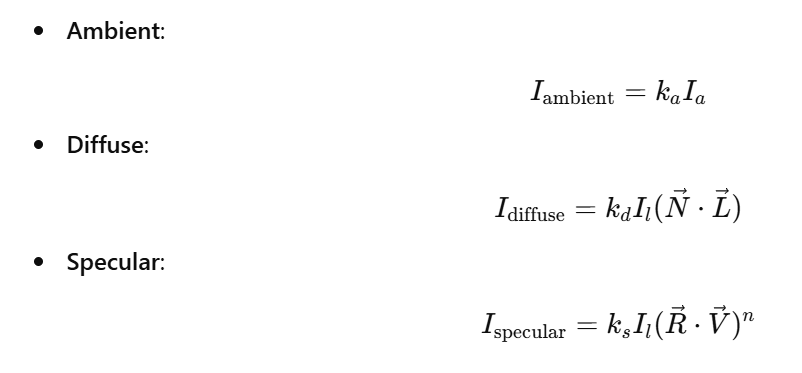 • Ambient:
I_ambient = k_a I_a
• Diffuse:
I_diffuse = k_d I_l (N⃗ · L⃗)
• Specular:
I_specular = k_s I_l (R⃗ · V⃗)^n